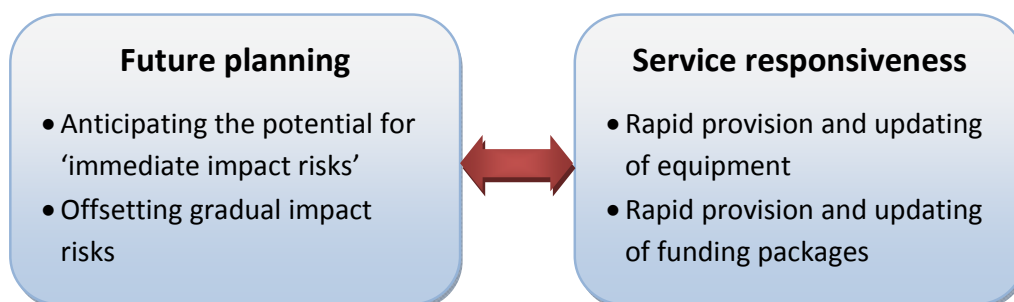 Future planning
• Anticipating the potential for
‘immediate impact risks’
• Offsetting gradual impact
risks
Service responsiveness
• Rapid provision and updating
of equipment
• Rapid provision and updating
of funding packages